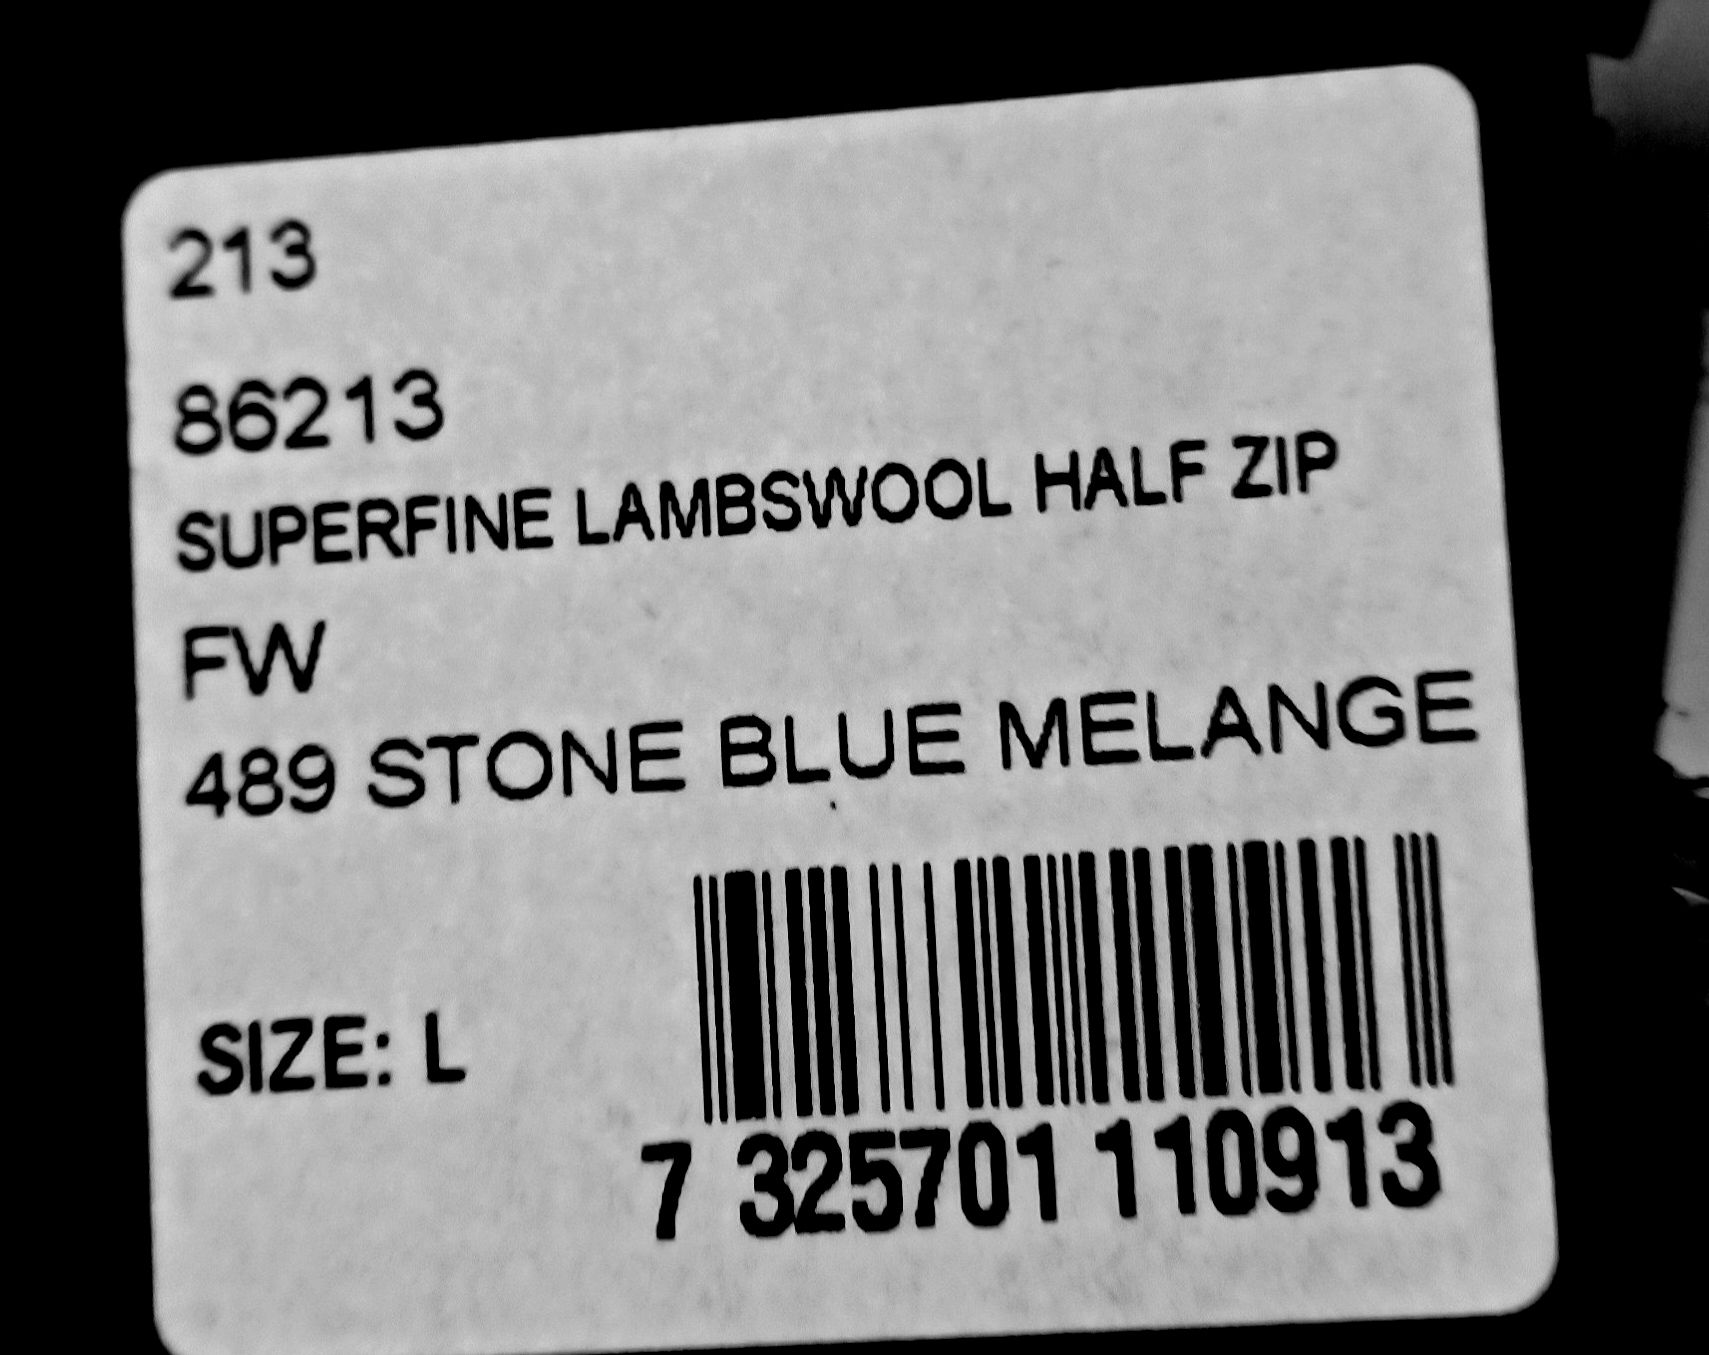 213
86213
SUPERFINE LAMBSWOOL HALF ZIP
FW
489 STONE BLUE MELANGE
SIZE: L
7 325701 110913